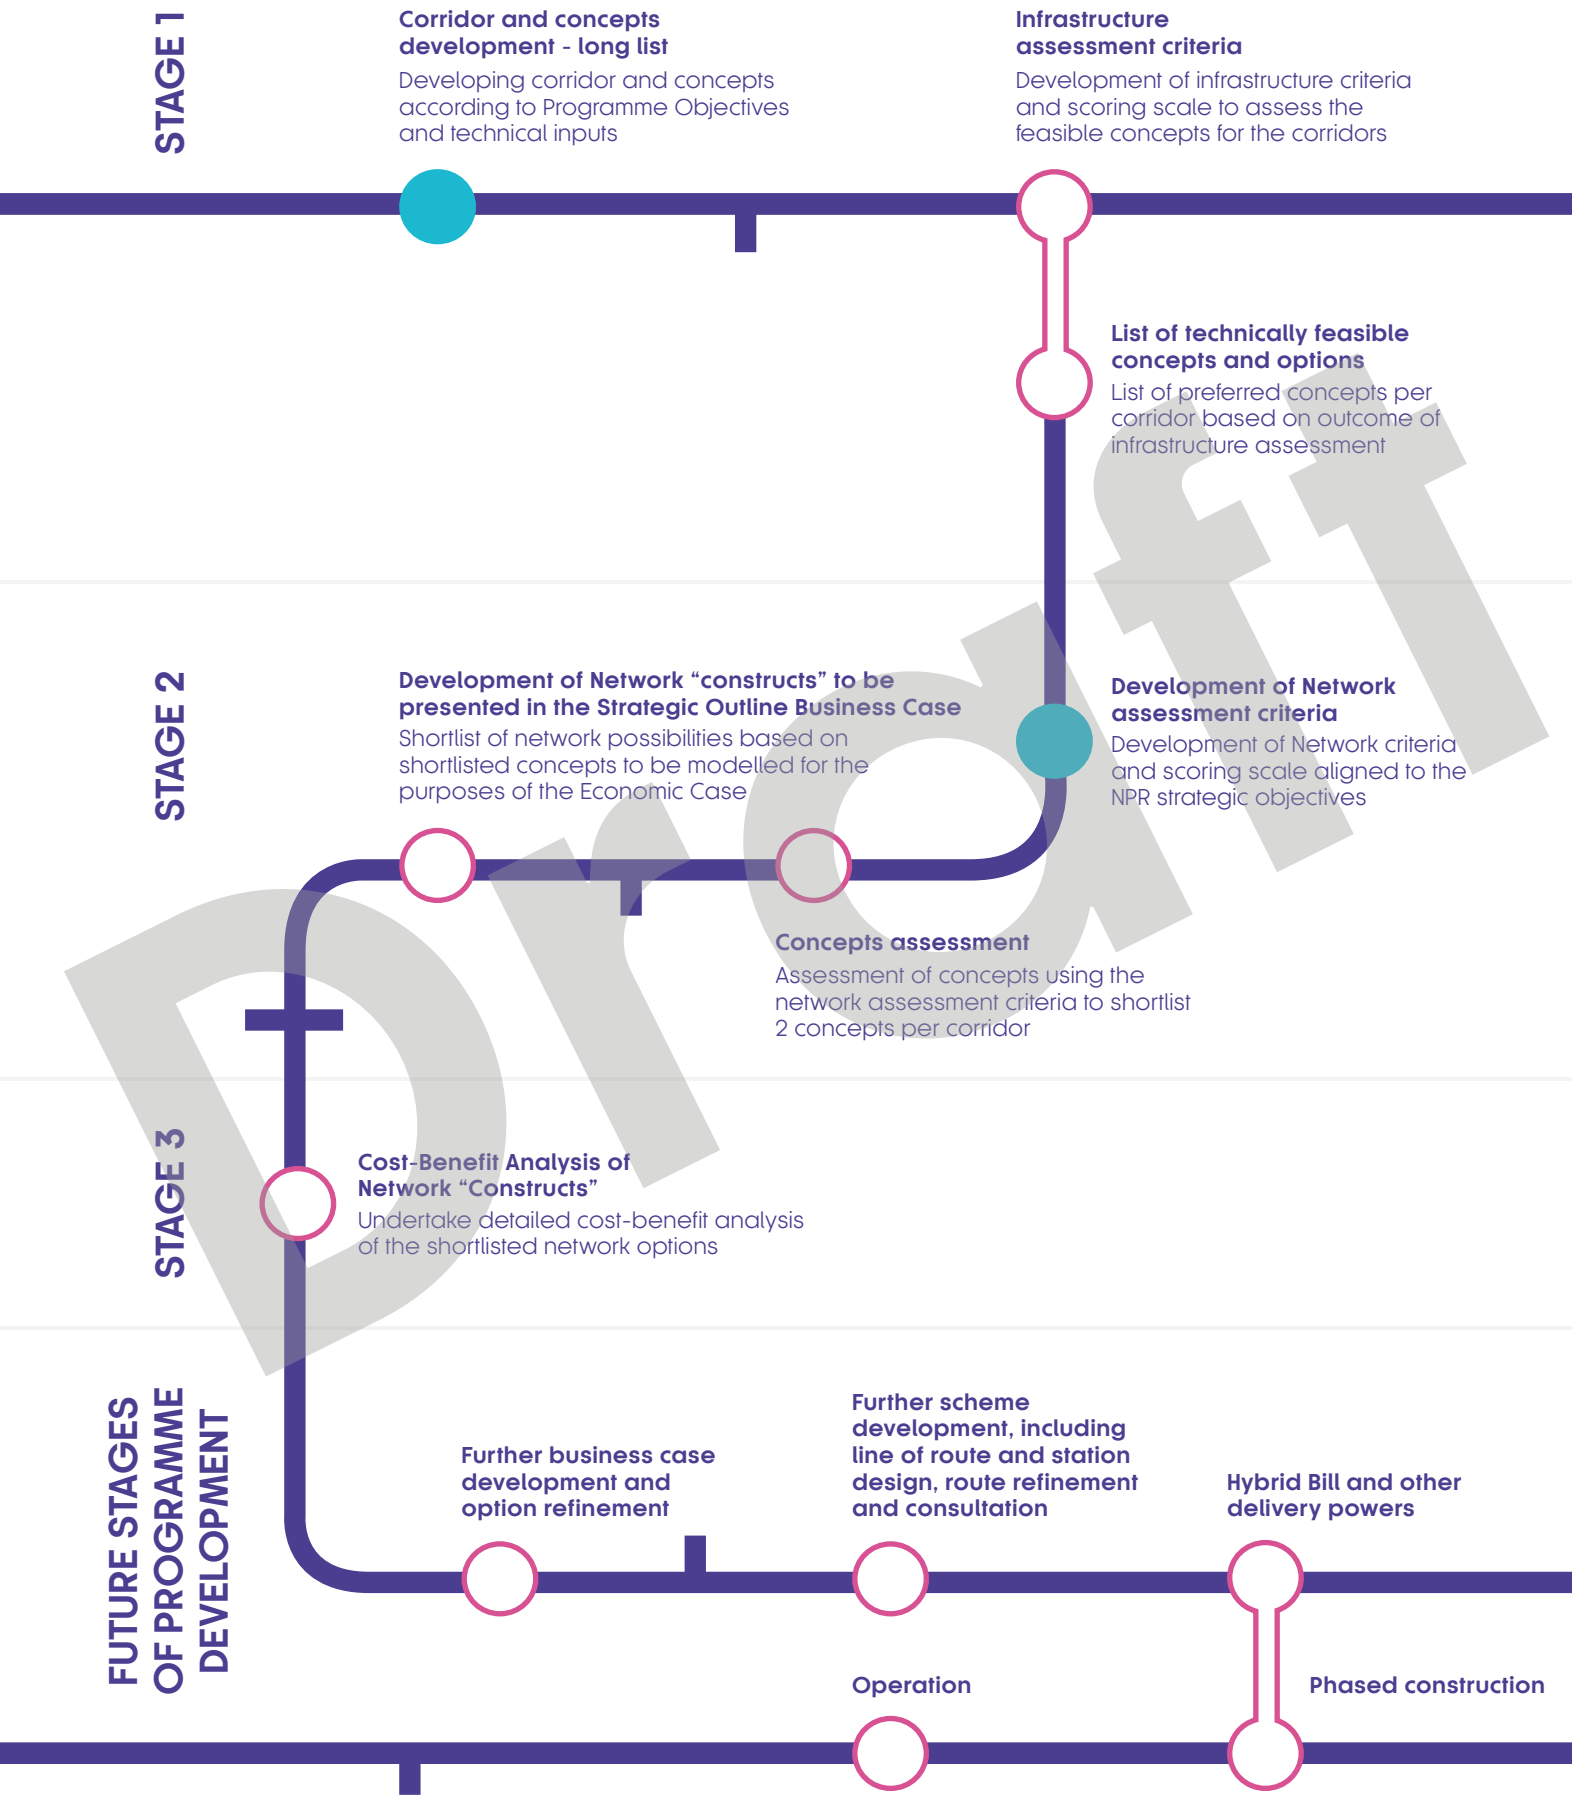 STAGE 1
Corridor and concepts
development - long list
Developing corridor and concepts
according to Programme Objectives
and technical inputs
Infrastructure
assessment criteria
Development of infrastructure criteria
and scoring scale to assess the
feasible concepts for the corridors
List of technically feasible
concepts and options
List of preferred concepts per
corridor based on outcome of
infrastructure assessment
STAGE 2
Development of Network “constructs” to be
presented in the Strategic Outline Business Case
Shortlist of network possibilities based on
shortlisted concepts to be modelled for the
purposes of the Economic Case
Development of Network
assessment criteria
Development of Network criteria
and scoring scale aligned to the
NPR strategic objectives
Concepts assessment
Assessment of concepts using the
network assessment criteria to shortlist
2 concepts per corridor
Draft
STAGE 3
Cost-Benefit Analysis of
Network “Constructs”
Undertake detailed cost-benefit analysis
of the shortlisted network options
FUTURE STAGES
OF PROGRAMME
DEVELOPMENT
Further business case
development and
option refinement
Further scheme
development, including
line of route and station
design, route refinement
and consultation
Hybrid Bill and other
delivery powers
Operation
Phased construction